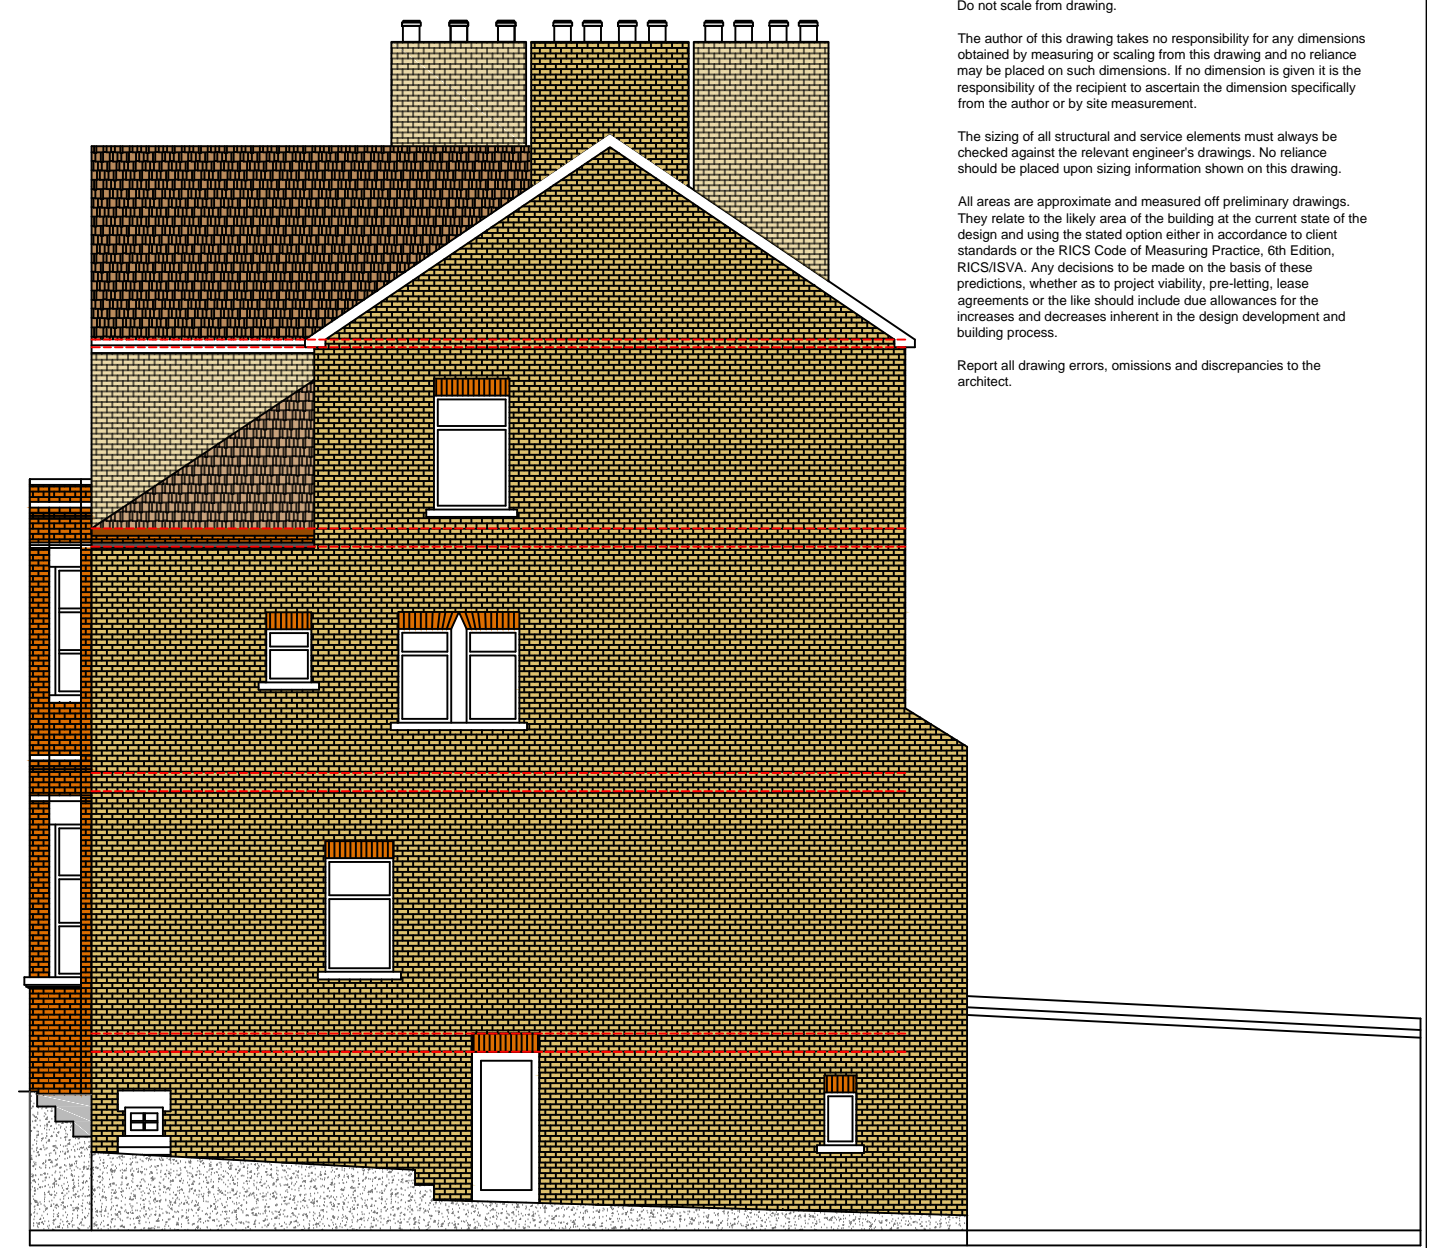 Do not scale from drawing.
The author of this drawing takes no responsibility for any dimensions
obtained by measuring or scaling from this drawing and no reliance
may be placed on such dimensions. If no dimension is given it is the
responsibility of the recipient to ascertain the dimension specifically
from the author or by site measurement.
The sizing of all structural and service elements must always be
checked against the relevant engineer's drawings. No reliance
should be placed upon sizing information shown on this drawing.
All areas are approximate and measured off preliminary drawings.
They relate to the likely area of the building at the current state of the
design and using the stated option either in accordance to client
standards or the RICS Code of Measuring Practice, 6th Edition,
RICS/ISVA. Any decisions to be made on the basis of these
predictions, whether as to project viability, pre-letting, lease
agreements or the like should include due allowances for the
increases and decreases inherent in the design development and
building process.
Report all drawing errors, omissions and discrepancies to the
architect.